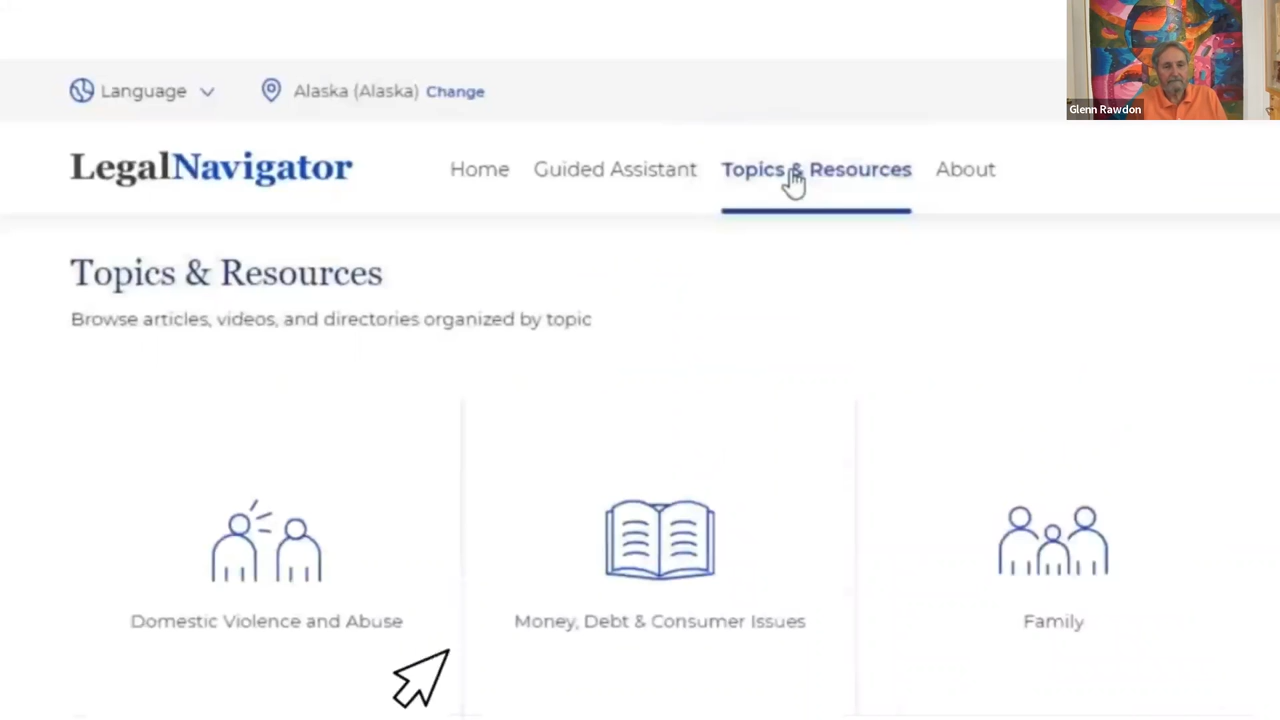 Language
Alaska (Alaska) Change
Glenn Rawdon
LegalNavigator
Home Guided Assistant Topics & Resources About
Topics & Resources
Browse articles, videos, and directories organized by topic
Domestic Violence and Abuse
Money, Debt & Consumer Issues
Family